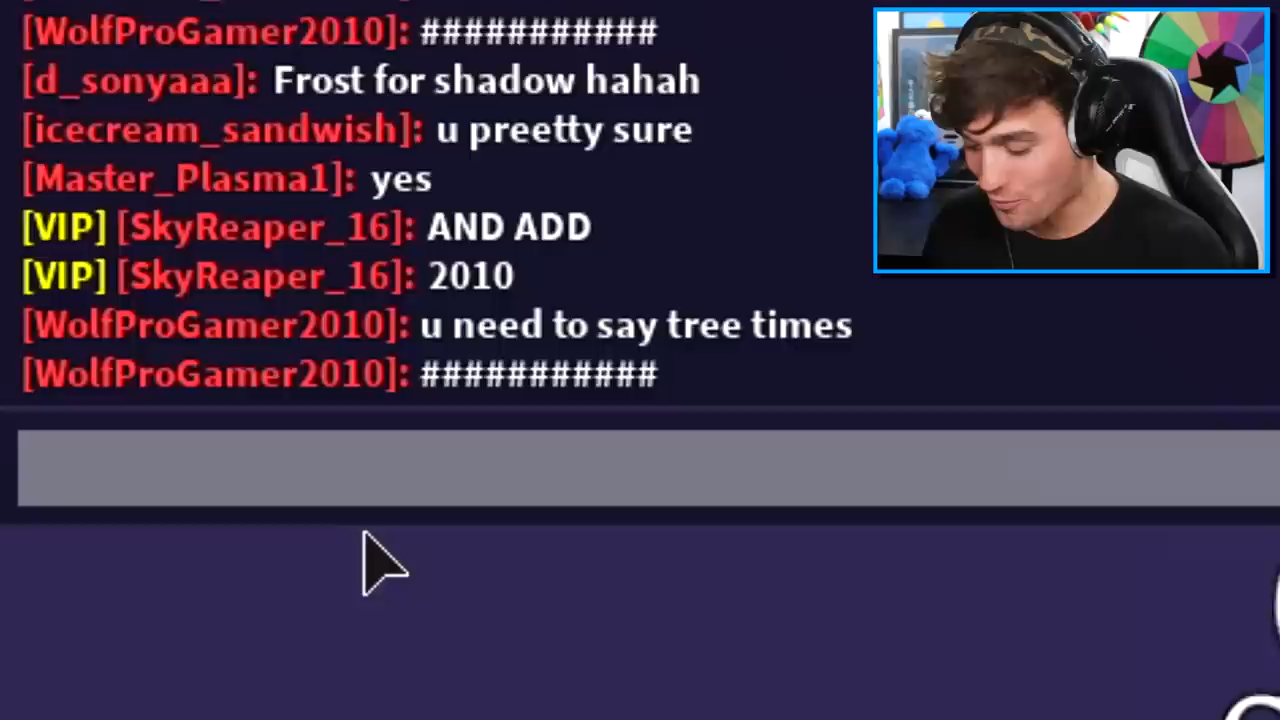 [WolfProGamer2010]: ###########
[d_sonyaaa]: Frost for shadow hahah
[icecream_sandwish]: u preetty sure
[Master_Plasma1]: yes
[VIP] [SkyReaper_16]: AND ADD
[VIP] [SkyReaper_16]: 2010
[WolfProGamer2010]: u need to say tree times
[WolfProGamer2010]: ###########